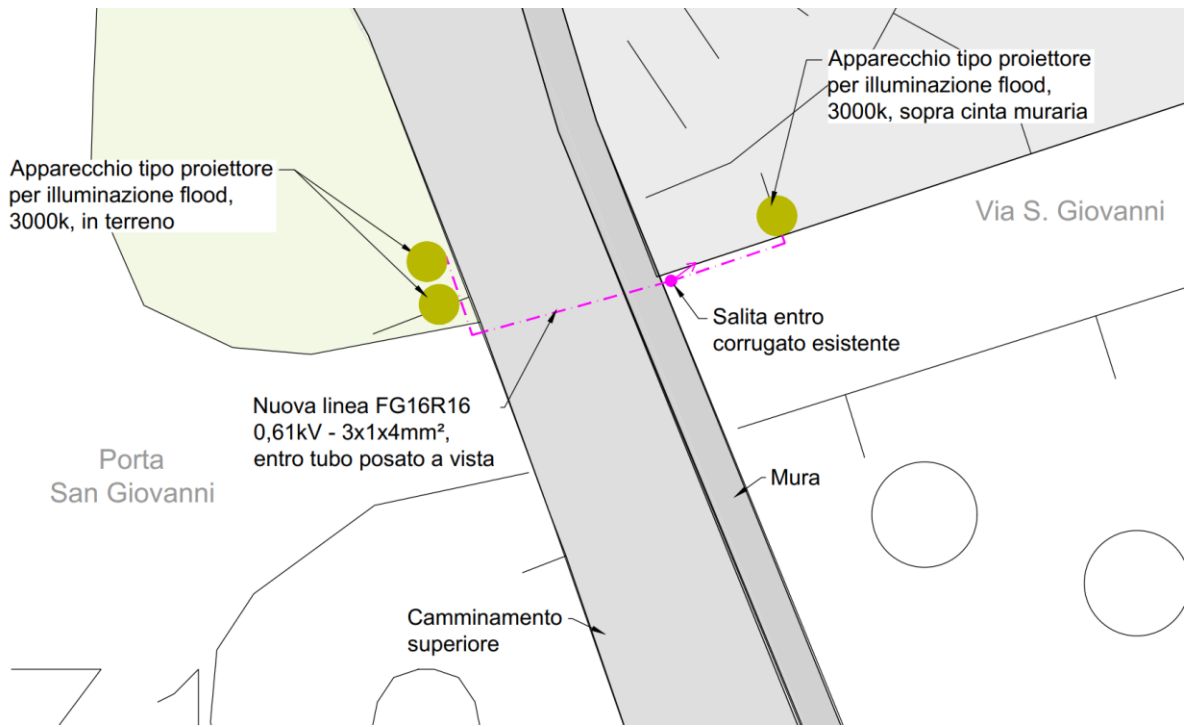 Apparecchio tipo proiettore
per illuminazione flood,
3000k, sopra cinta muraria
Apparecchio tipo proiettore
per illuminazione flood,
3000k, in terreno
Via S. Giovanni
Salita entro
corrugato esistente
Nuova linea FG16R16
0,61kV - 3x1x4mm²,
entro tubo posato a vista
Porta
San Giovanni
Mura
Camminamento
superiore